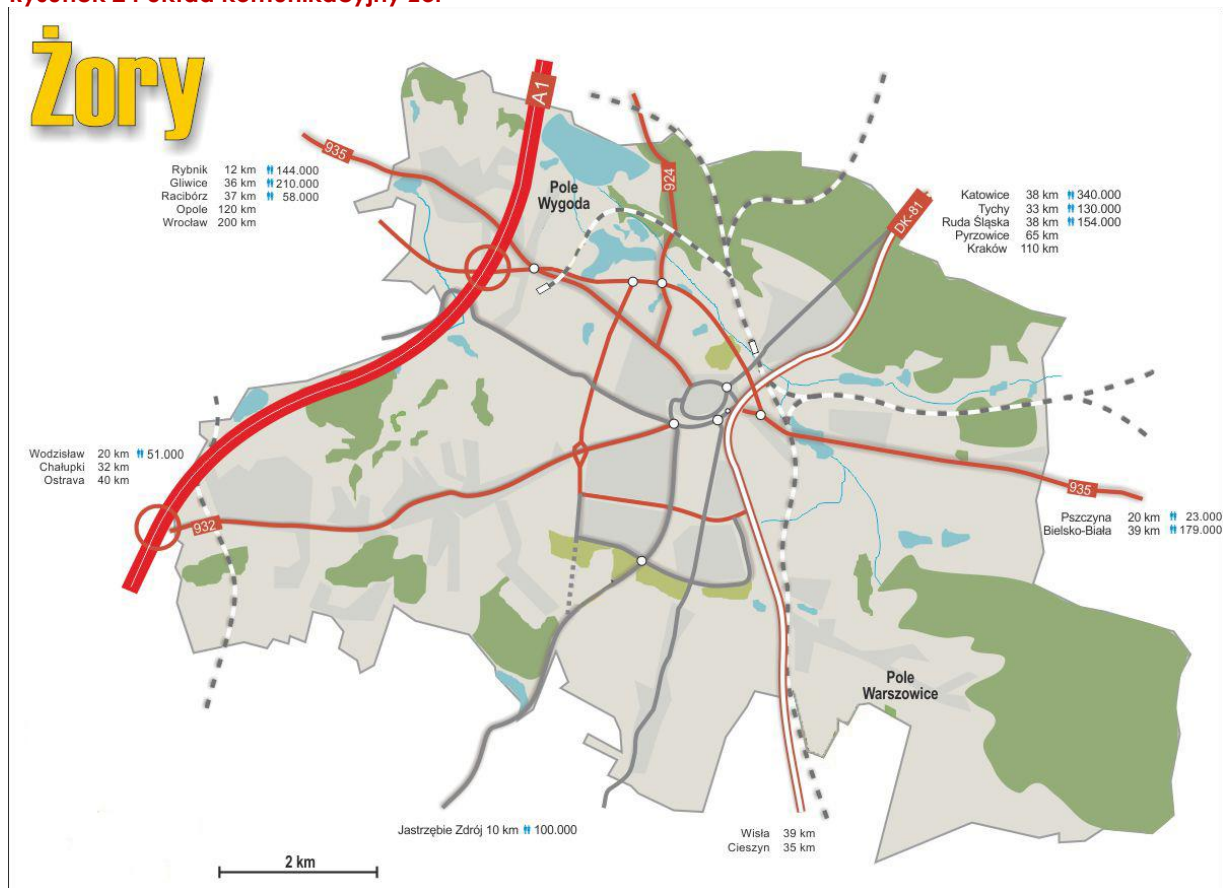 Żory
A1
935
924
DK-81
Rybnik 12 km 144.000
Gliwice 36 km 210.000
Racibórz 37 km 58.000
Opole 120 km
Wrocław 200 km
Pole
Wygoda
Katowice 38 km 340.000
Tychy 33 km 130.000
Ruda Śląska 38 km 154.000
Pyrzowice 65 km
Kraków 110 km
Wodzisław 20 km 51.000
Chałupki 32 km
Ostrava 40 km
932
935
Pszczyna 20 km 23.000
Bielsko-Biała 39 km 179.000
Pole
Warszowice
Jastrzębie Zdrój 10 km 100.000
Wisła 39 km
Cieszyn 35 km
2 km